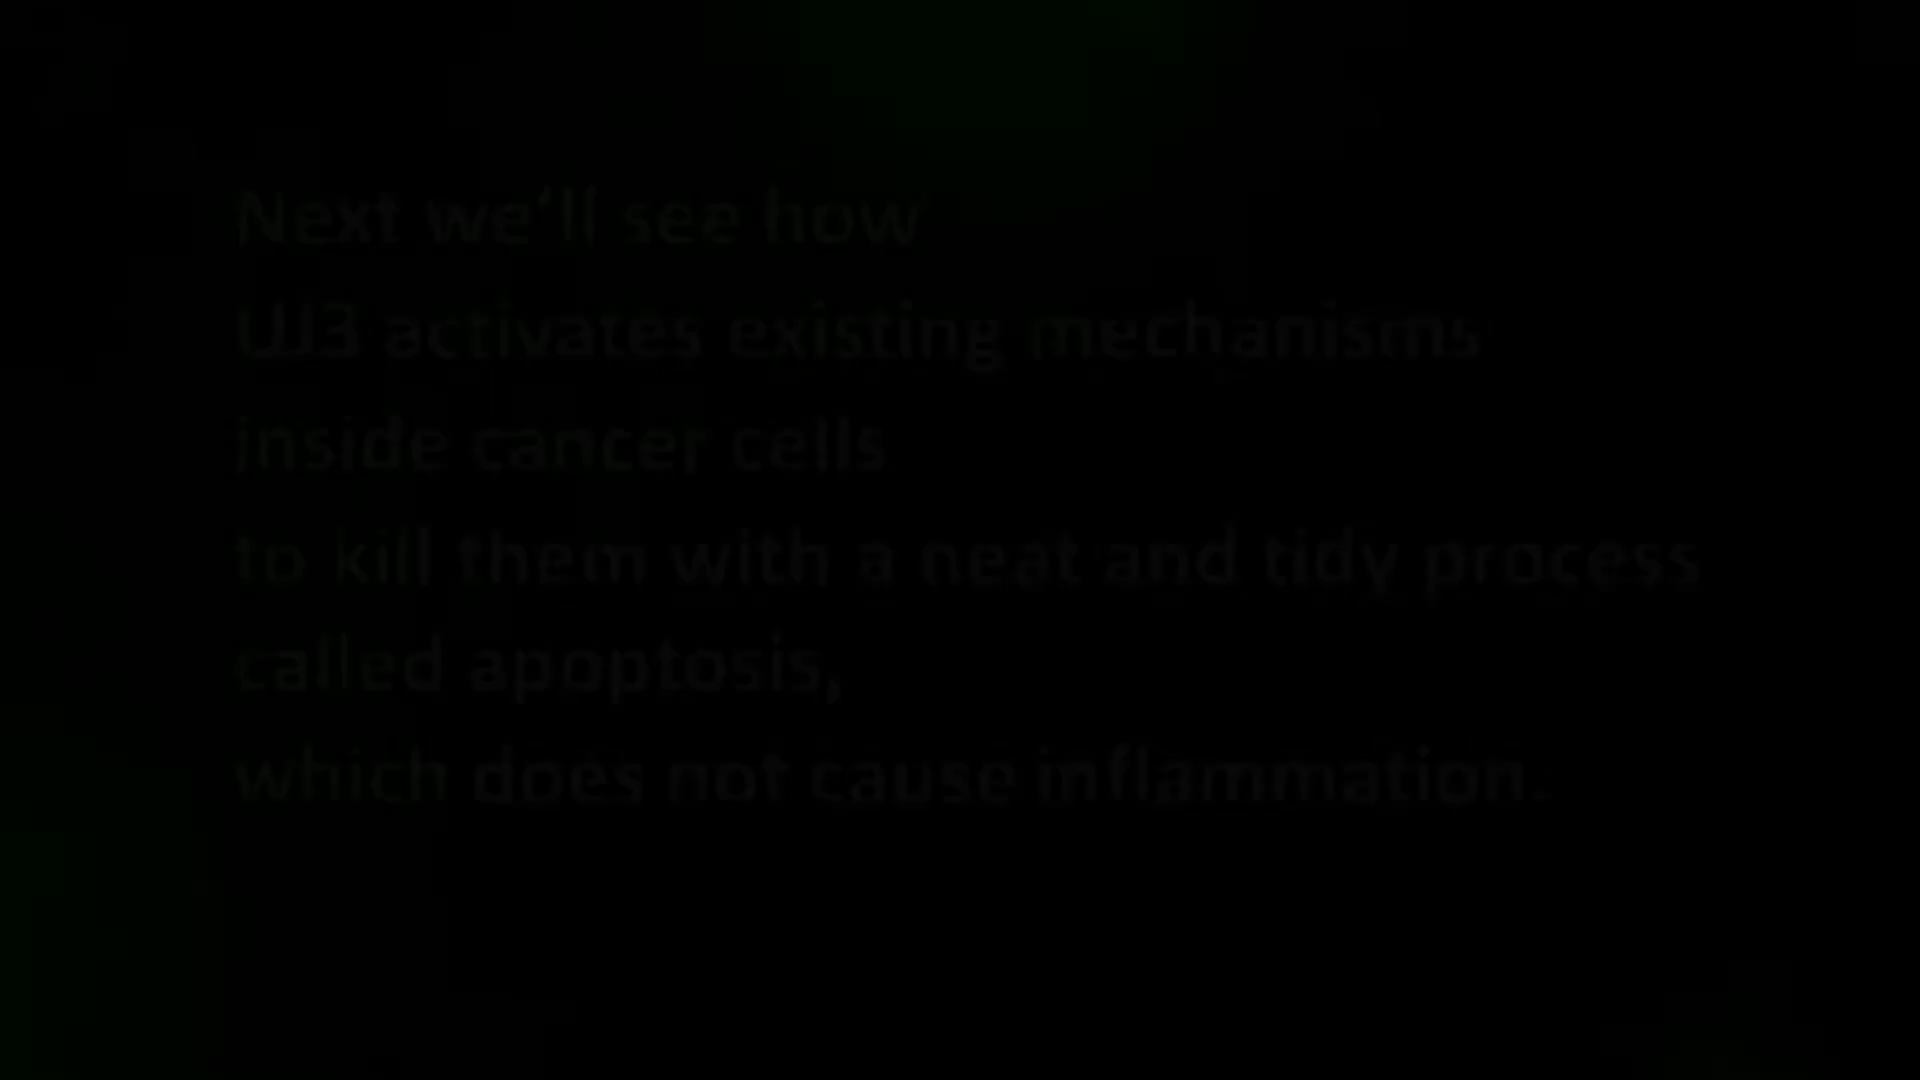 Next we’ll see how
Ш3 activates existing mechanisms
inside cancer cells
to kill them with a neat and tidy process
called apoptosis,
which does not cause inflammation.